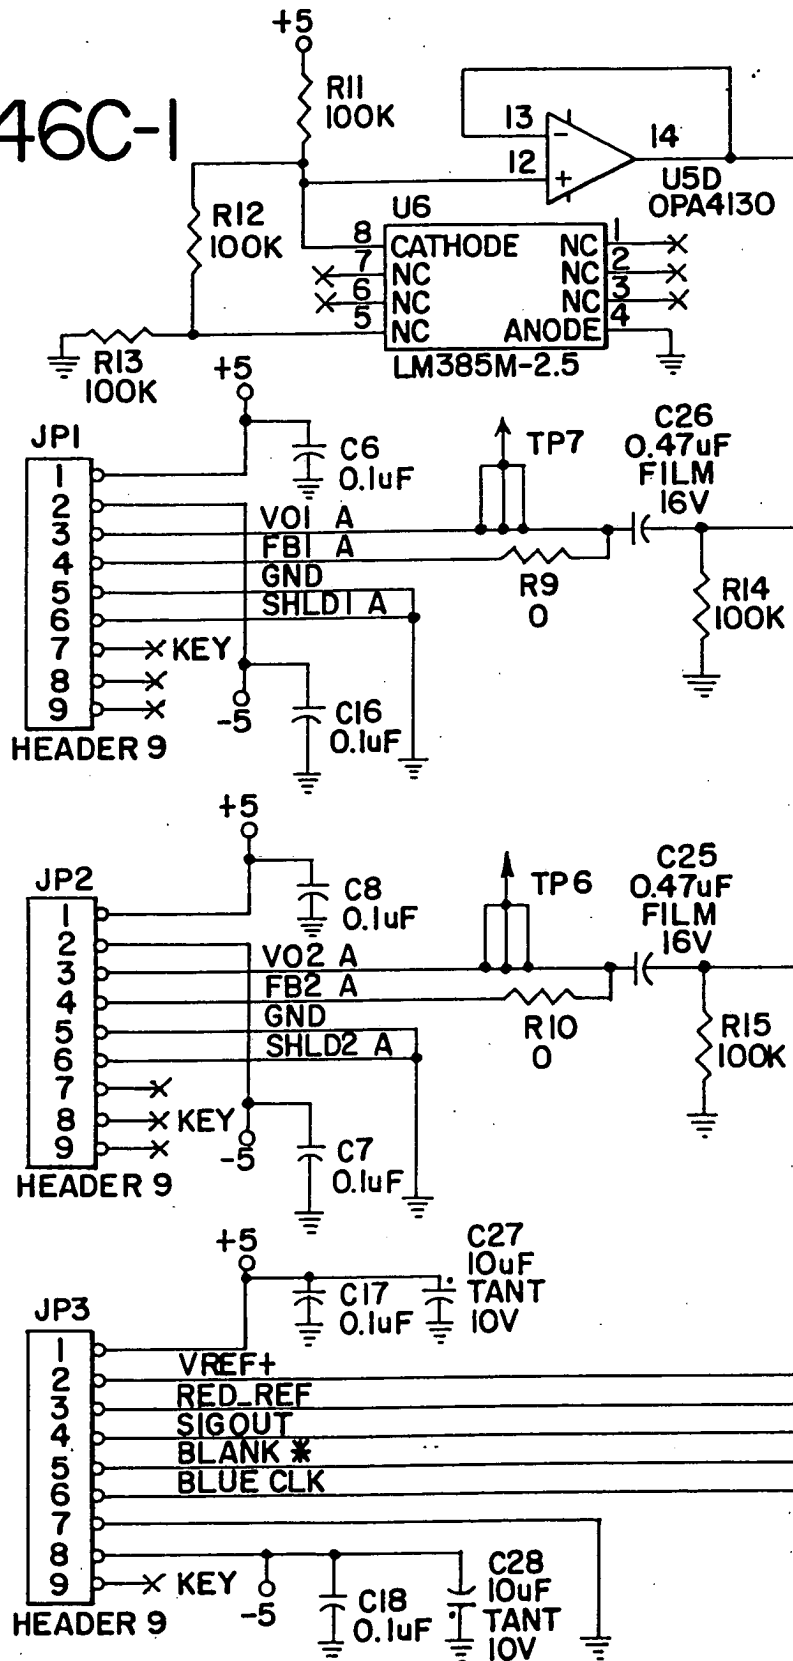 +5
46C-1
R11
100K
13
-
12
+
14
U5D
OPA4130
R12
100K
U6
8 CATHODE NC 1
7 NC NC 2
6 NC NC 3
5 NC ANODE 4
LM385M-2.5
R13
100K
+5
JP1
C6
0.1uF
TP7
C26
0.47uF
FILM
16V
1
2
3 VO1 A
4 FB1 A
5 GND
6 SHLD1 A
7 KEY
8
9
HEADER 9
R9
0
R14
100K
-5
C16
0.1uF
+5
JP2
C8
0.1uF
TP6
C25
0.47uF
FILM
16V
1
2
3 VO2 A
4 FB2 A
5 GND
6 SHLD2 A
7
8 KEY
9
HEADER 9
R10
0
R15
100K
-5
C7
0.1uF
+5
JP3
C17
0.1uF
C27
10uF
TANT
10V
1
2 VREF+
3 RED_REF
4 SIGOUT
5 BLANK *
6 BLUE CLK
7
8
9 KEY
HEADER 9
-5
C18
0.1uF
C28
10uF
TANT
10V